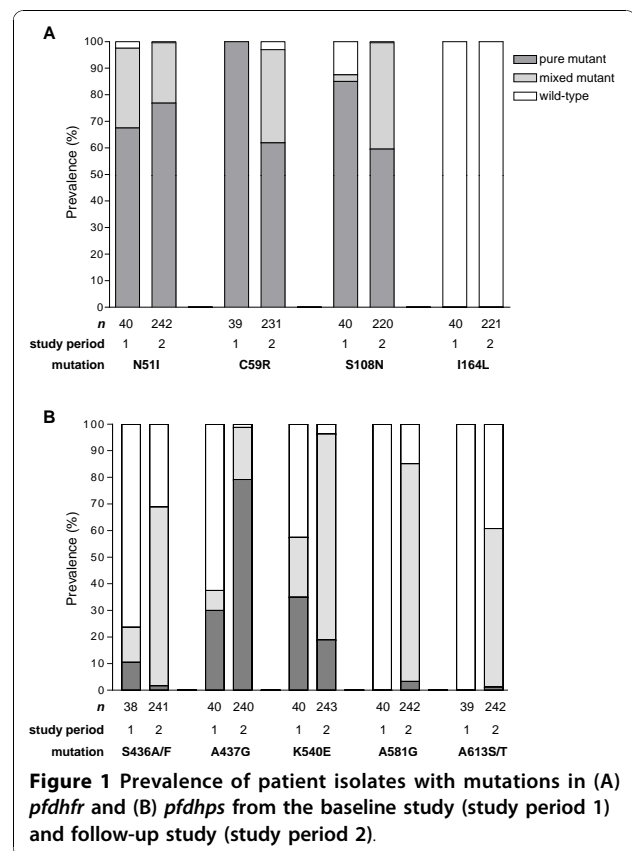 A
100
90
80
70
60
50
40
30
20
10
0
Prevalence (%)
pure mutant
mixed mutant
wild-type
n 40 242 39 231 40 220 40 221
study period 1 2 1 2 1 2 1 2
mutation N51I C59R S108N I164L
B
100
90
80
70
60
50
40
30
20
10
0
Prevalence (%)
n 38 241 40 240 40 243 40 242 39 242
study period 1 2 1 2 1 2 1 2 1 2
mutation S436A/F A437G K540E A581G A613S/T
Figure 1 Prevalence of patient isolates with mutations in (A)
pfdhfr and (B) pfdhps from the baseline study (study period 1)
and follow-up study (study period 2).